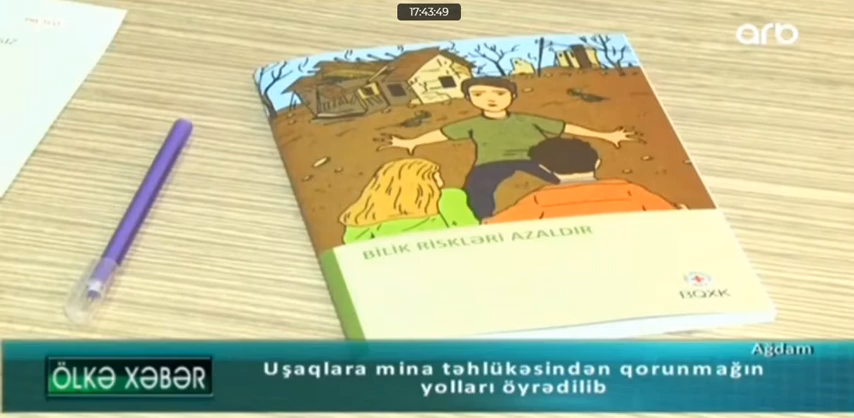 17:43:49
arb
BİLİK RİSKLƏRİ AZALDIR
BQXK
Ağdam
ÖLKƏ XƏBƏR
Uşaqlara mina təhlükəsindən qorunmağın
yolları öyrədilib